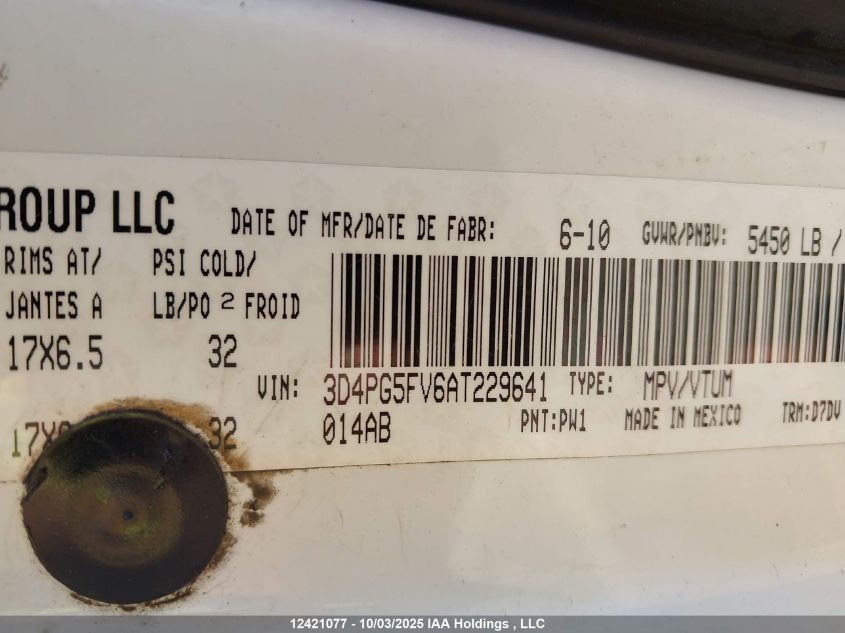 ROUP LLC DATE OF MFR/DATE DE FABR: 6-10 GVWR/PNBV: 5450 LB /
RIMS AT/ PSI COLD/
JANTES A LB/PO 2 FROID
17X6.5 32
VIN: 3D4PG5FV6AT229641 TYPE: MPV/VTUM
32 014AB PNT:PW1 MADE IN MEXICO TRM:D7DV
12421077 - 10/03/2025 IAA Holdings , LLC